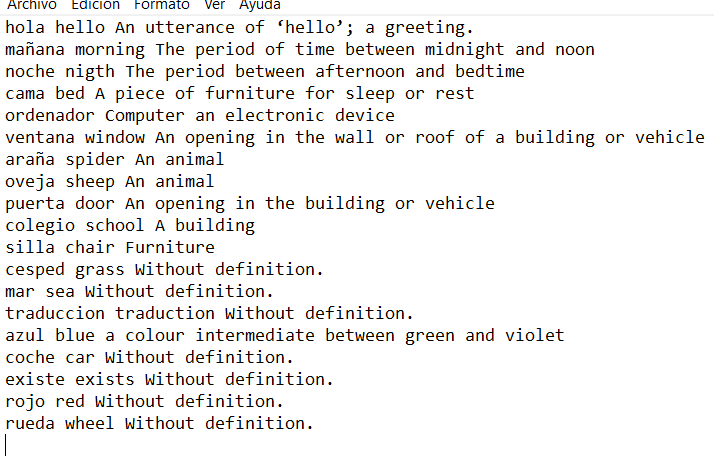 Archivo Edición Formato Ver Ayuda
hola hello An utterance of ‘hello’; a greeting.
mañana morning The period of time between midnight and noon
noche nigth The period between afternoon and bedtime
cama bed A piece of furniture for sleep or rest
ordenador Computer an electronic device
ventana window An opening in the wall or roof of a building or vehicle
araña spider An animal
oveja sheep An animal
puerta door An opening in the building or vehicle
colegio school A building
silla chair Furniture
cesped grass Without definition.
mar sea Without definition.
traduccion traduction Without definition.
azul blue a colour intermediate between green and violet
coche car Without definition.
existe exists Without definition.
rojo red Without definition.
rueda wheel Without definition.